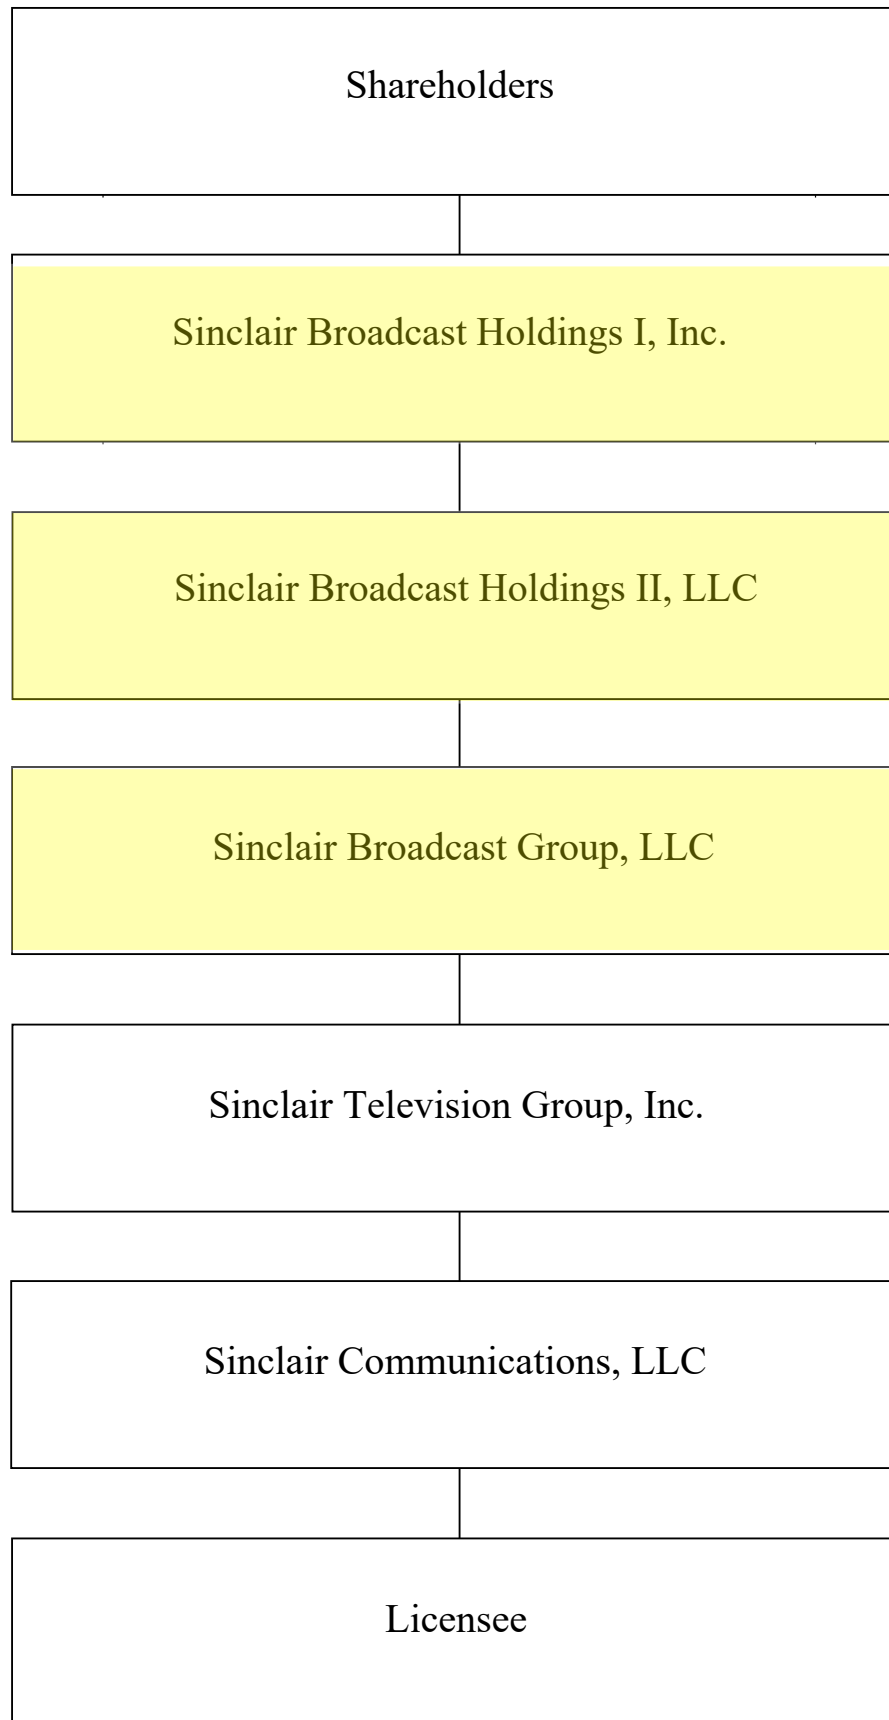 Shareholders
Sinclair Broadcast Holdings I, Inc.
Sinclair Broadcast Holdings II, LLC
Sinclair Broadcast Group, LLC
Sinclair Television Group, Inc.
Sinclair Communications, LLC
Licensee